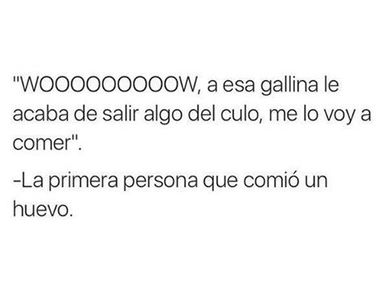 "WOOOOOOOOOW, a esa gallina le
acaba de salir algo del culo, me lo voy a
comer".
-La primera persona que comió un
huevo.